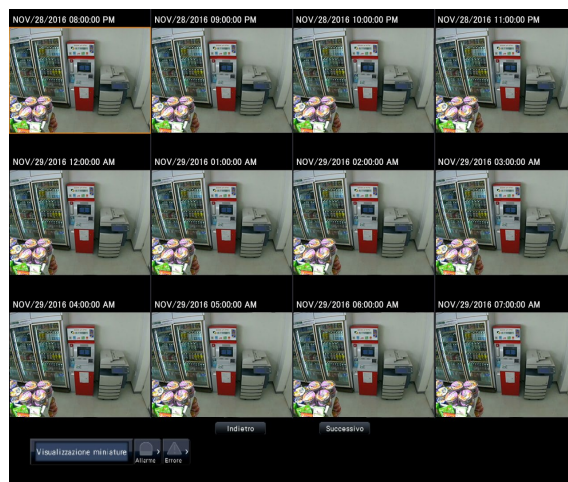 NOV/28/2016 08:00:00 PM
NOV/28/2016 09:00:00 PM
NOV/28/2016 10:00:00 PM
NOV/28/2016 11:00:00 PM
NOV/29/2016 12:00:00 AM
NOV/29/2016 01:00:00 AM
NOV/29/2016 02:00:00 AM
NOV/29/2016 03:00:00 AM
NOV/29/2016 04:00:00 AM
NOV/29/2016 05:00:00 AM
NOV/29/2016 06:00:00 AM
NOV/29/2016 07:00:00 AM
Indietro
Successivo
Visualizzazione miniature
Allarme
Errore